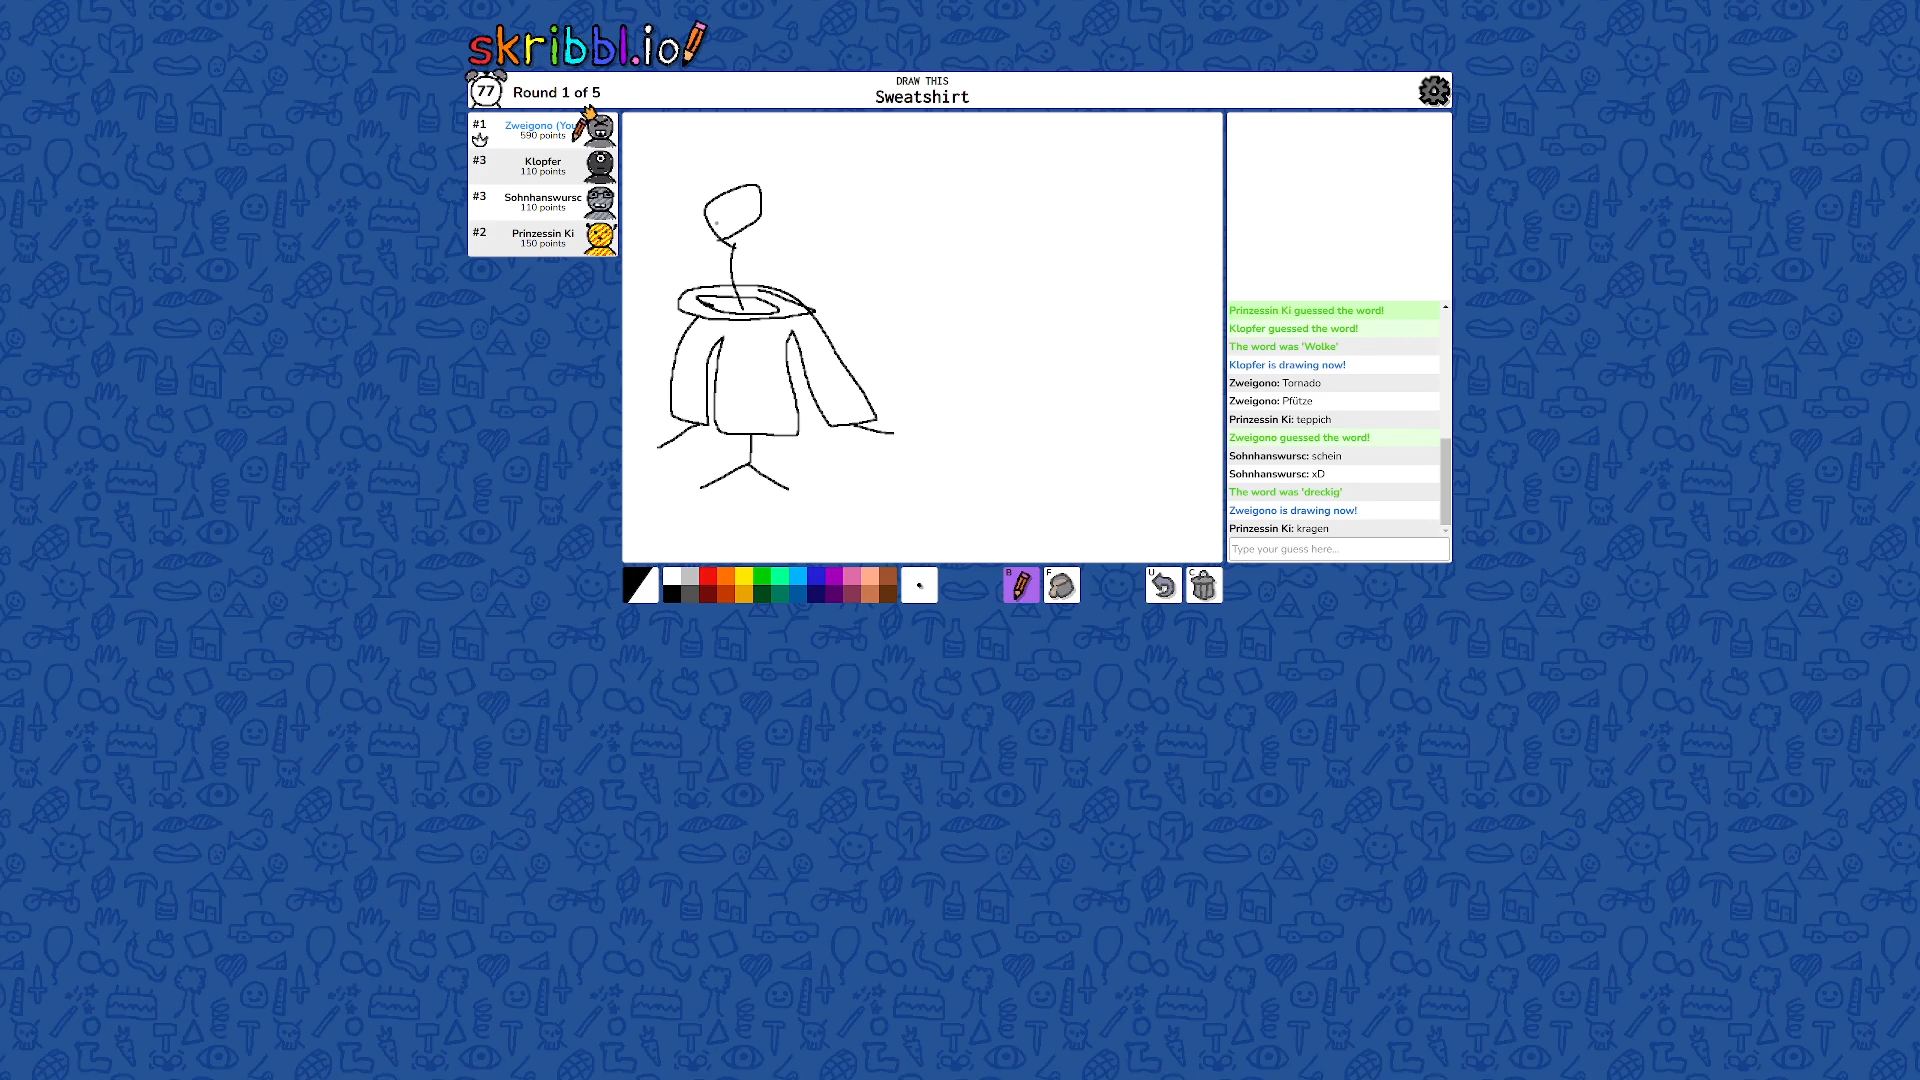 skribbl.io
77
Round 1 of 5
DRAW THIS
Sweatshirt
#1
Zweigono (You
590 points
#3
Klopfer
110 points
#3
Sohnhanswursc
110 points
#2
Prinzessin Ki
150 points
Prinzessin Ki guessed the word!
Klopfer guessed the word!
The word was 'Wolke'
Klopfer is drawing now!
Zweigono: Tornado
Zweigono: Pfütze
Prinzessin Ki: teppich
Zweigono guessed the word!
Sohnhanswursc: schein
Sohnhanswursc: xD
The word was 'dreckig'
Zweigono is drawing now!
Prinzessin Ki: kragen
Type your guess here...
B
F
U
C